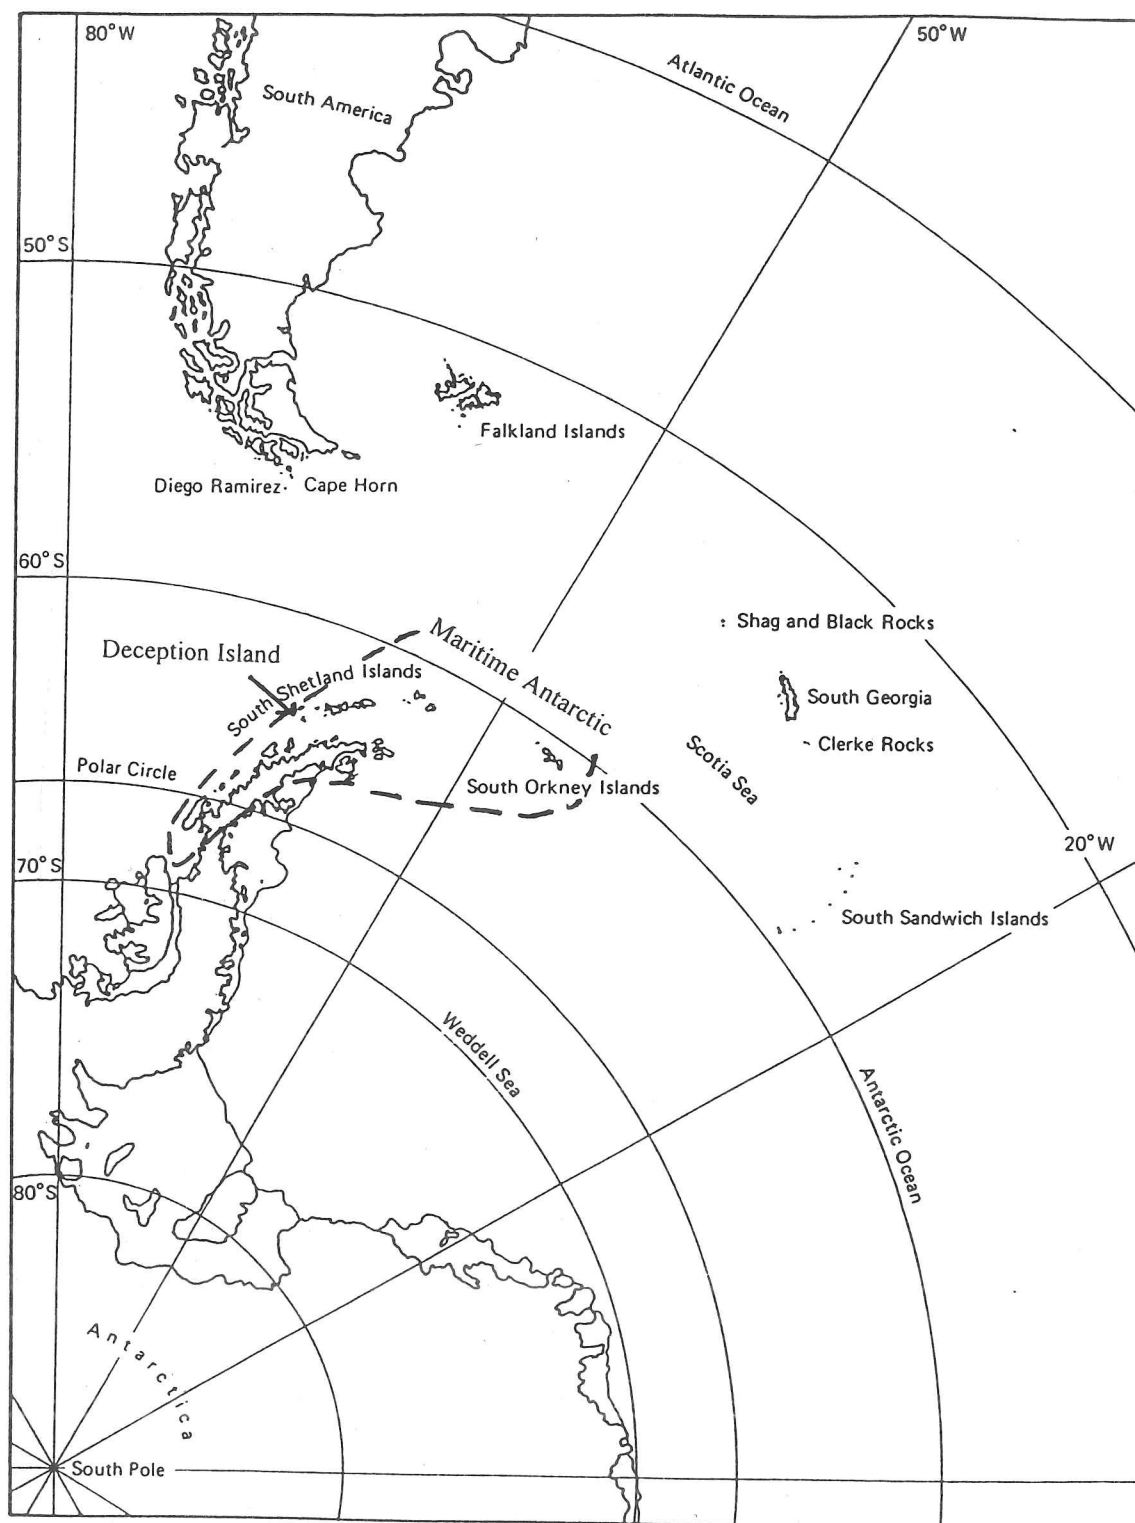 80°W
50°W
Atlantic Ocean
South America
50°S
Falkland Islands
Diego Ramirez
Cape Horn
60°S
Shag and Black Rocks
Maritime Antarctic
Deception Island
South Shetland Islands
South Georgia
Clerke Rocks
Scotia Sea
Polar Circle
South Orkney Islands
20°W
70°S
South Sandwich Islands
Weddell Sea
Antarctic Ocean
80°S
Antarctica
South Pole